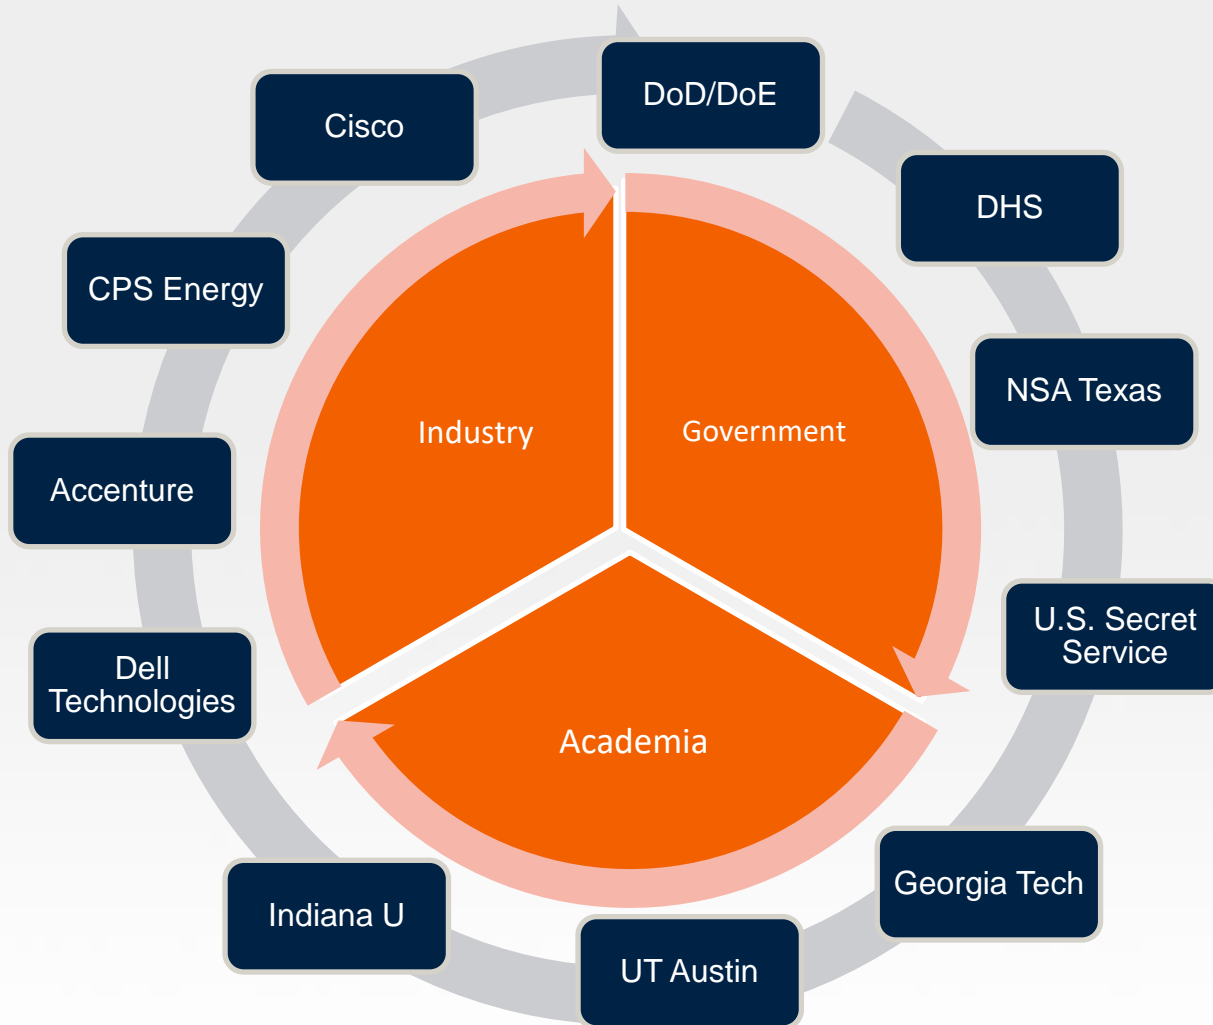 DoD/DoE
Cisco
DHS
CPS Energy
NSA Texas
Industry
Government
Accenture
U.S. Secret
Service
Dell
Technologies
Academia
Georgia Tech
Indiana U
UT Austin